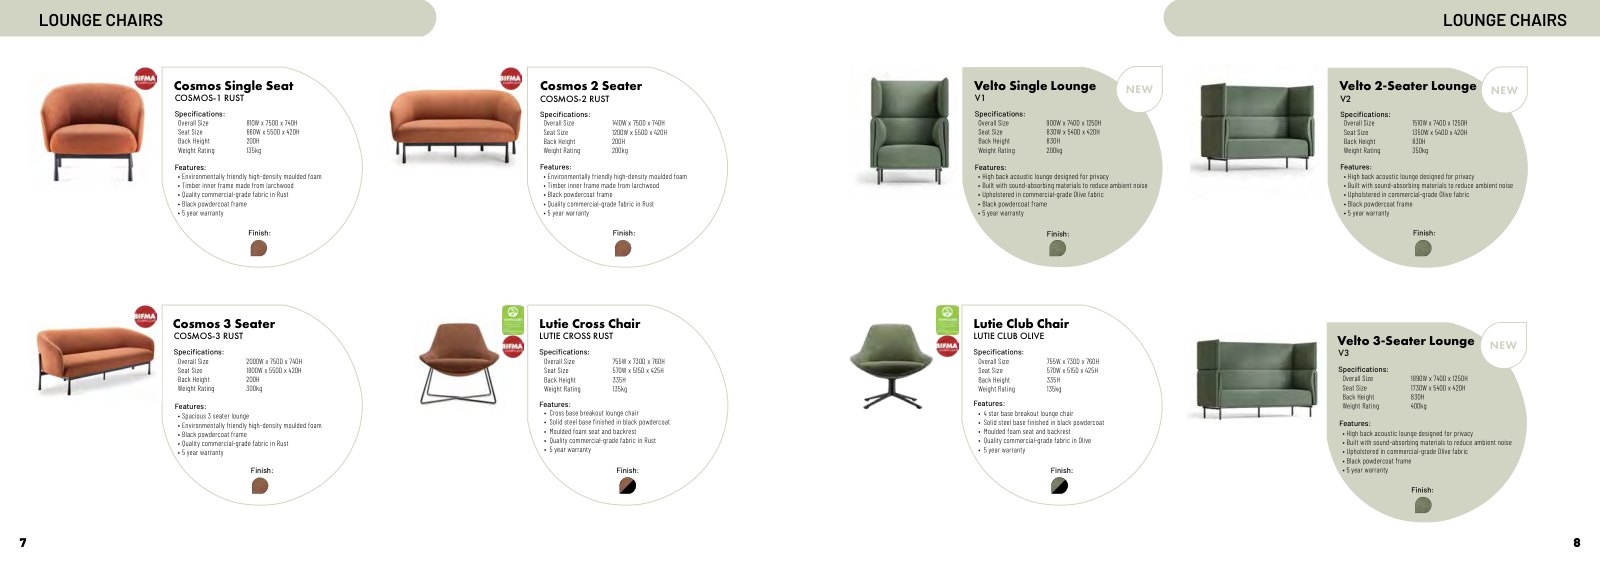 LOUNGE CHAIRS
BIFMA
Cosmos Single Seat
COSMOS-1 RUST
Specifications:
Overall Size 810W x 750D x 740H
Seat Size 660W x 550D x 420H
Back Height 200H
Weight Rating 135kg
Features:
• Environmentally friendly high-density moulded foam
• Timber inner frame made from larchwood
• Quality commercial-grade fabric in Rust
• Black powdercoat frame
• 5 year warranty
Finish:
BIFMA
Cosmos 2 Seater
COSMOS-2 RUST
Specifications:
Overall Size 1410W x 750D x 740H
Seat Size 1200W x 550D x 420H
Back Height 200H
Weight Rating 200kg
Features:
• Environmentally friendly high-density moulded foam
• Timber inner frame made from larchwood
• Black powdercoat frame
• Quality commercial-grade fabric in Rust
• 5 year warranty
Finish:
BIFMA
Cosmos 3 Seater
COSMOS-3 RUST
Specifications:
Overall Size 2000W x 750D x 740H
Seat Size 1800W x 550D x 420H
Back Height 200H
Weight Rating 300kg
Features:
• Spacious 3 seater lounge
• Environmentally friendly high-density moulded foam
• Black powdercoat frame
• Quality commercial-grade fabric in Rust
• 5 year warranty
Finish:
BIFMA
Lutie Cross Chair
LUTIE CROSS RUST
Specifications:
Overall Size 755W x 730D x 760H
Seat Size 570W x 515D x 425H
Back Height 335H
Weight Rating 135kg
Features:
• Cross base breakout lounge chair
• Solid steel base finished in black powdercoat
• Moulded foam seat and backrest
• Quality commercial-grade fabric in Rust
• 5 year warranty
Finish:
7
LOUNGE CHAIRS
Velto Single Lounge
V1
NEW
Specifications:
Overall Size 900W x 740D x 1250H
Seat Size 830W x 540D x 420H
Back Height 830H
Weight Rating 200kg
Features:
• High back acoustic lounge designed for privacy
• Built with sound-absorbing materials to reduce ambient noise
• Upholstered in commercial-grade Olive fabric
• Black powdercoat frame
• 5 year warranty
Finish:
Velto 2-Seater Lounge
V2
NEW
Specifications:
Overall Size 1510W x 740D x 1250H
Seat Size 1350W x 540D x 420H
Back Height 830H
Weight Rating 350kg
Features:
• High back acoustic lounge designed for privacy
• Built with sound-absorbing materials to reduce ambient noise
• Upholstered in commercial-grade Olive fabric
• Black powdercoat frame
• 5 year warranty
Finish:
BIFMA
Lutie Club Chair
LUTIE CLUB OLIVE
Specifications:
Overall Size 755W x 730D x 760H
Seat Size 570W x 515D x 425H
Back Height 335H
Weight Rating 135kg
Features:
• 4 star base breakout lounge chair
• Solid steel base finished in black powdercoat
• Moulded foam seat and backrest
• Quality commercial-grade fabric in Olive
• 5 year warranty
Finish:
Velto 3-Seater Lounge
V3
NEW
Specifications:
Overall Size 1890W x 740D x 1250H
Seat Size 1730W x 540D x 420H
Back Height 830H
Weight Rating 400kg
Features:
• High back acoustic lounge designed for privacy
• Built with sound-absorbing materials to reduce ambient noise
• Upholstered in commercial-grade Olive fabric
• Black powdercoat frame
• 5 year warranty
Finish:
8